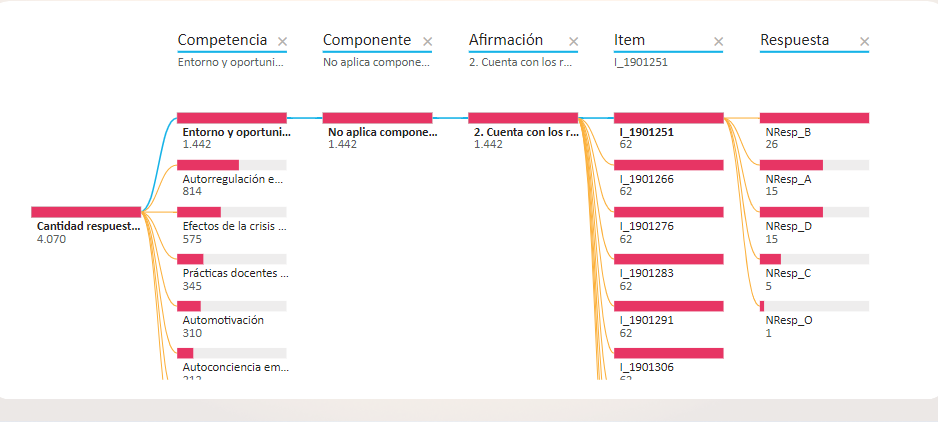 Competencia ✕ Componente ✕ Afirmación ✕ Item ✕ Respuesta ✕
Entorno y oportuni... No aplica compone... 2. Cuenta con los r... I_1901251
Cantidad respuest...
4.070
Entorno y oportuni...
1.442
Autorregulación e...
814
Efectos de la crisis ...
575
Prácticas docentes ...
345
Automotivación
310
Autoconciencia em...
No aplica compone...
1.442
2. Cuenta con los r...
1.442
I_1901251
62
I_1901266
62
I_1901276
62
I_1901283
62
I_1901291
62
I_1901306
62
NResp_B
26
NResp_A
15
NResp_D
15
NResp_C
5
NResp_O
1